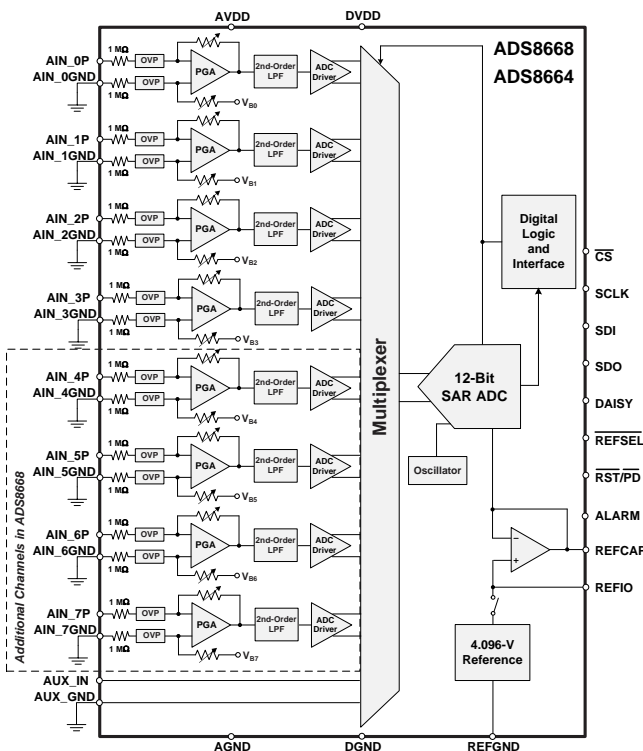 AVDD
DVDD
ADS8668
ADS8664
AIN_0P
AIN_0GND
1 MΩ
1 MΩ
OVP
OVP
PGA
VB0
2nd-Order
LPF
ADC
Driver
AIN_1P
AIN_1GND
1 MΩ
1 MΩ
OVP
OVP
PGA
VB1
2nd-Order
LPF
ADC
Driver
AIN_2P
AIN_2GND
1 MΩ
1 MΩ
OVP
OVP
PGA
VB2
2nd-Order
LPF
ADC
Driver
AIN_3P
AIN_3GND
1 MΩ
1 MΩ
OVP
OVP
PGA
VB3
2nd-Order
LPF
ADC
Driver
Additional Channels in ADS8668
AIN_4P
AIN_4GND
1 MΩ
1 MΩ
OVP
OVP
PGA
VB4
2nd-Order
LPF
ADC
Driver
AIN_5P
AIN_5GND
1 MΩ
1 MΩ
OVP
OVP
PGA
VB5
2nd-Order
LPF
ADC
Driver
AIN_6P
AIN_6GND
1 MΩ
1 MΩ
OVP
OVP
PGA
VB6
2nd-Order
LPF
ADC
Driver
AIN_7P
AIN_7GND
1 MΩ
1 MΩ
OVP
OVP
PGA
VB7
2nd-Order
LPF
ADC
Driver
AUX_IN
AUX_GND
Multiplexer
Digital
Logic
and
Interface
12-Bit
SAR ADC
Oscillator
−
+
4.096-V
Reference
CS
SCLK
SDI
SDO
DAISY
REFSEL
RST/PD
ALARM
REFCAP
REFIO
AGND
DGND
REFGND